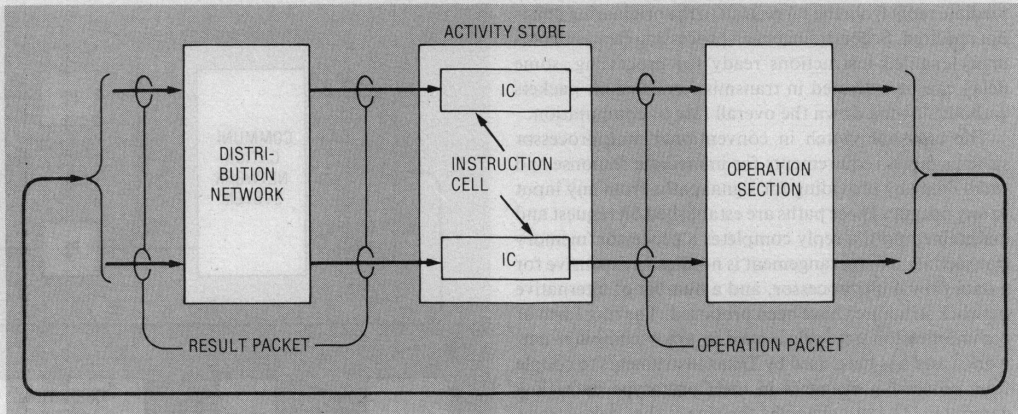 ACTIVITY STORE
IC
DISTRI-
BUTION
NETWORK
INSTRUCTION
CELL
OPERATION
SECTION
IC
RESULT PACKET
OPERATION PACKET